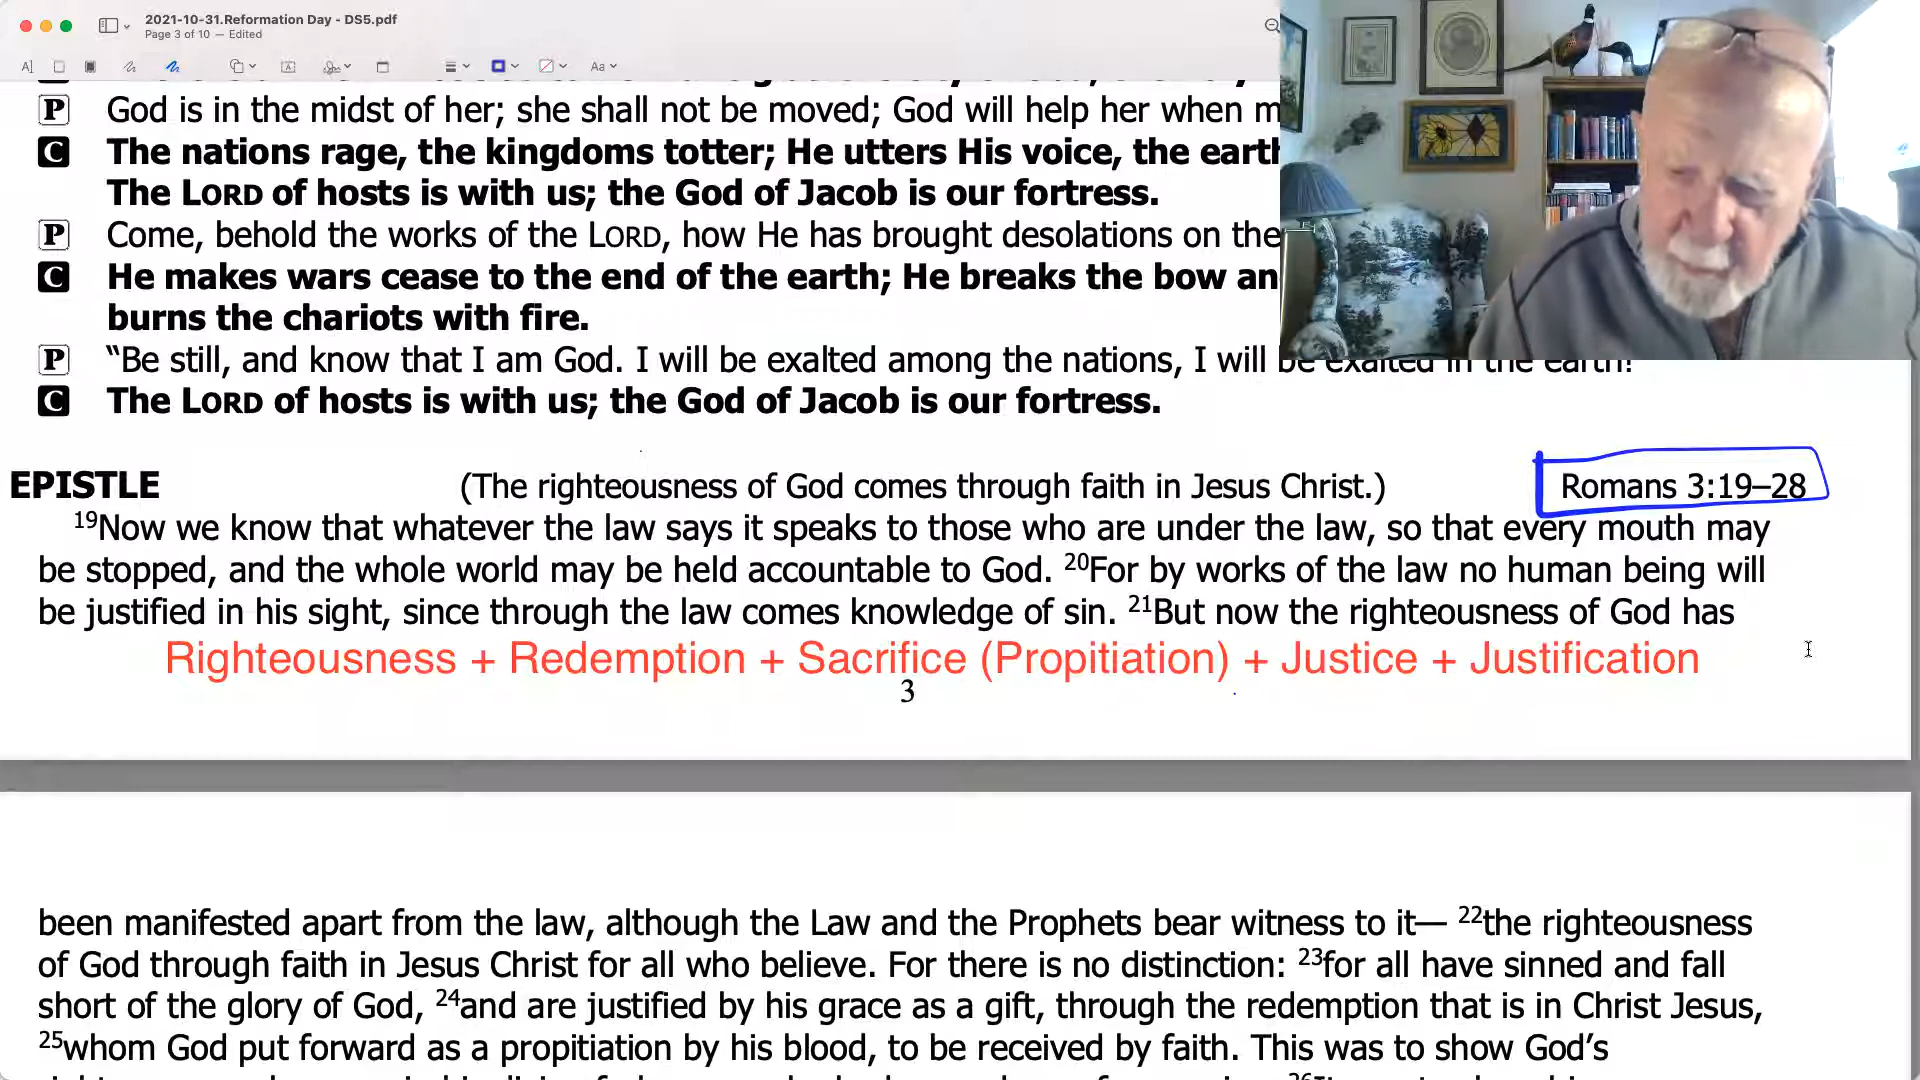 2021-10-31.Reformation Day - DS5.pdf
Page 3 of 10 — Edited
P God is in the midst of her; she shall not be moved; God will help her when m
C The nations rage, the kingdoms totter; He utters His voice, the earth
The LORD of hosts is with us; the God of Jacob is our fortress.
P Come, behold the works of the LORD, how He has brought desolations on the
C He makes wars cease to the end of the earth; He breaks the bow an
burns the chariots with fire.
P “Be still, and know that I am God. I will be exalted among the nations, I will be exalted in the earth!
C The LORD of hosts is with us; the God of Jacob is our fortress.
EPISTLE (The righteousness of God comes through faith in Jesus Christ.) Romans 3:19–28
19Now we know that whatever the law says it speaks to those who are under the law, so that every mouth may
be stopped, and the whole world may be held accountable to God. 20For by works of the law no human being will
be justified in his sight, since through the law comes knowledge of sin. 21But now the righteousness of God has
Righteousness + Redemption + Sacrifice (Propitiation) + Justice + Justification
3
been manifested apart from the law, although the Law and the Prophets bear witness to it— 22the righteousness
of God through faith in Jesus Christ for all who believe. For there is no distinction: 23for all have sinned and fall
short of the glory of God, 24and are justified by his grace as a gift, through the redemption that is in Christ Jesus,
25whom God put forward as a propitiation by his blood, to be received by faith. This was to show God’s